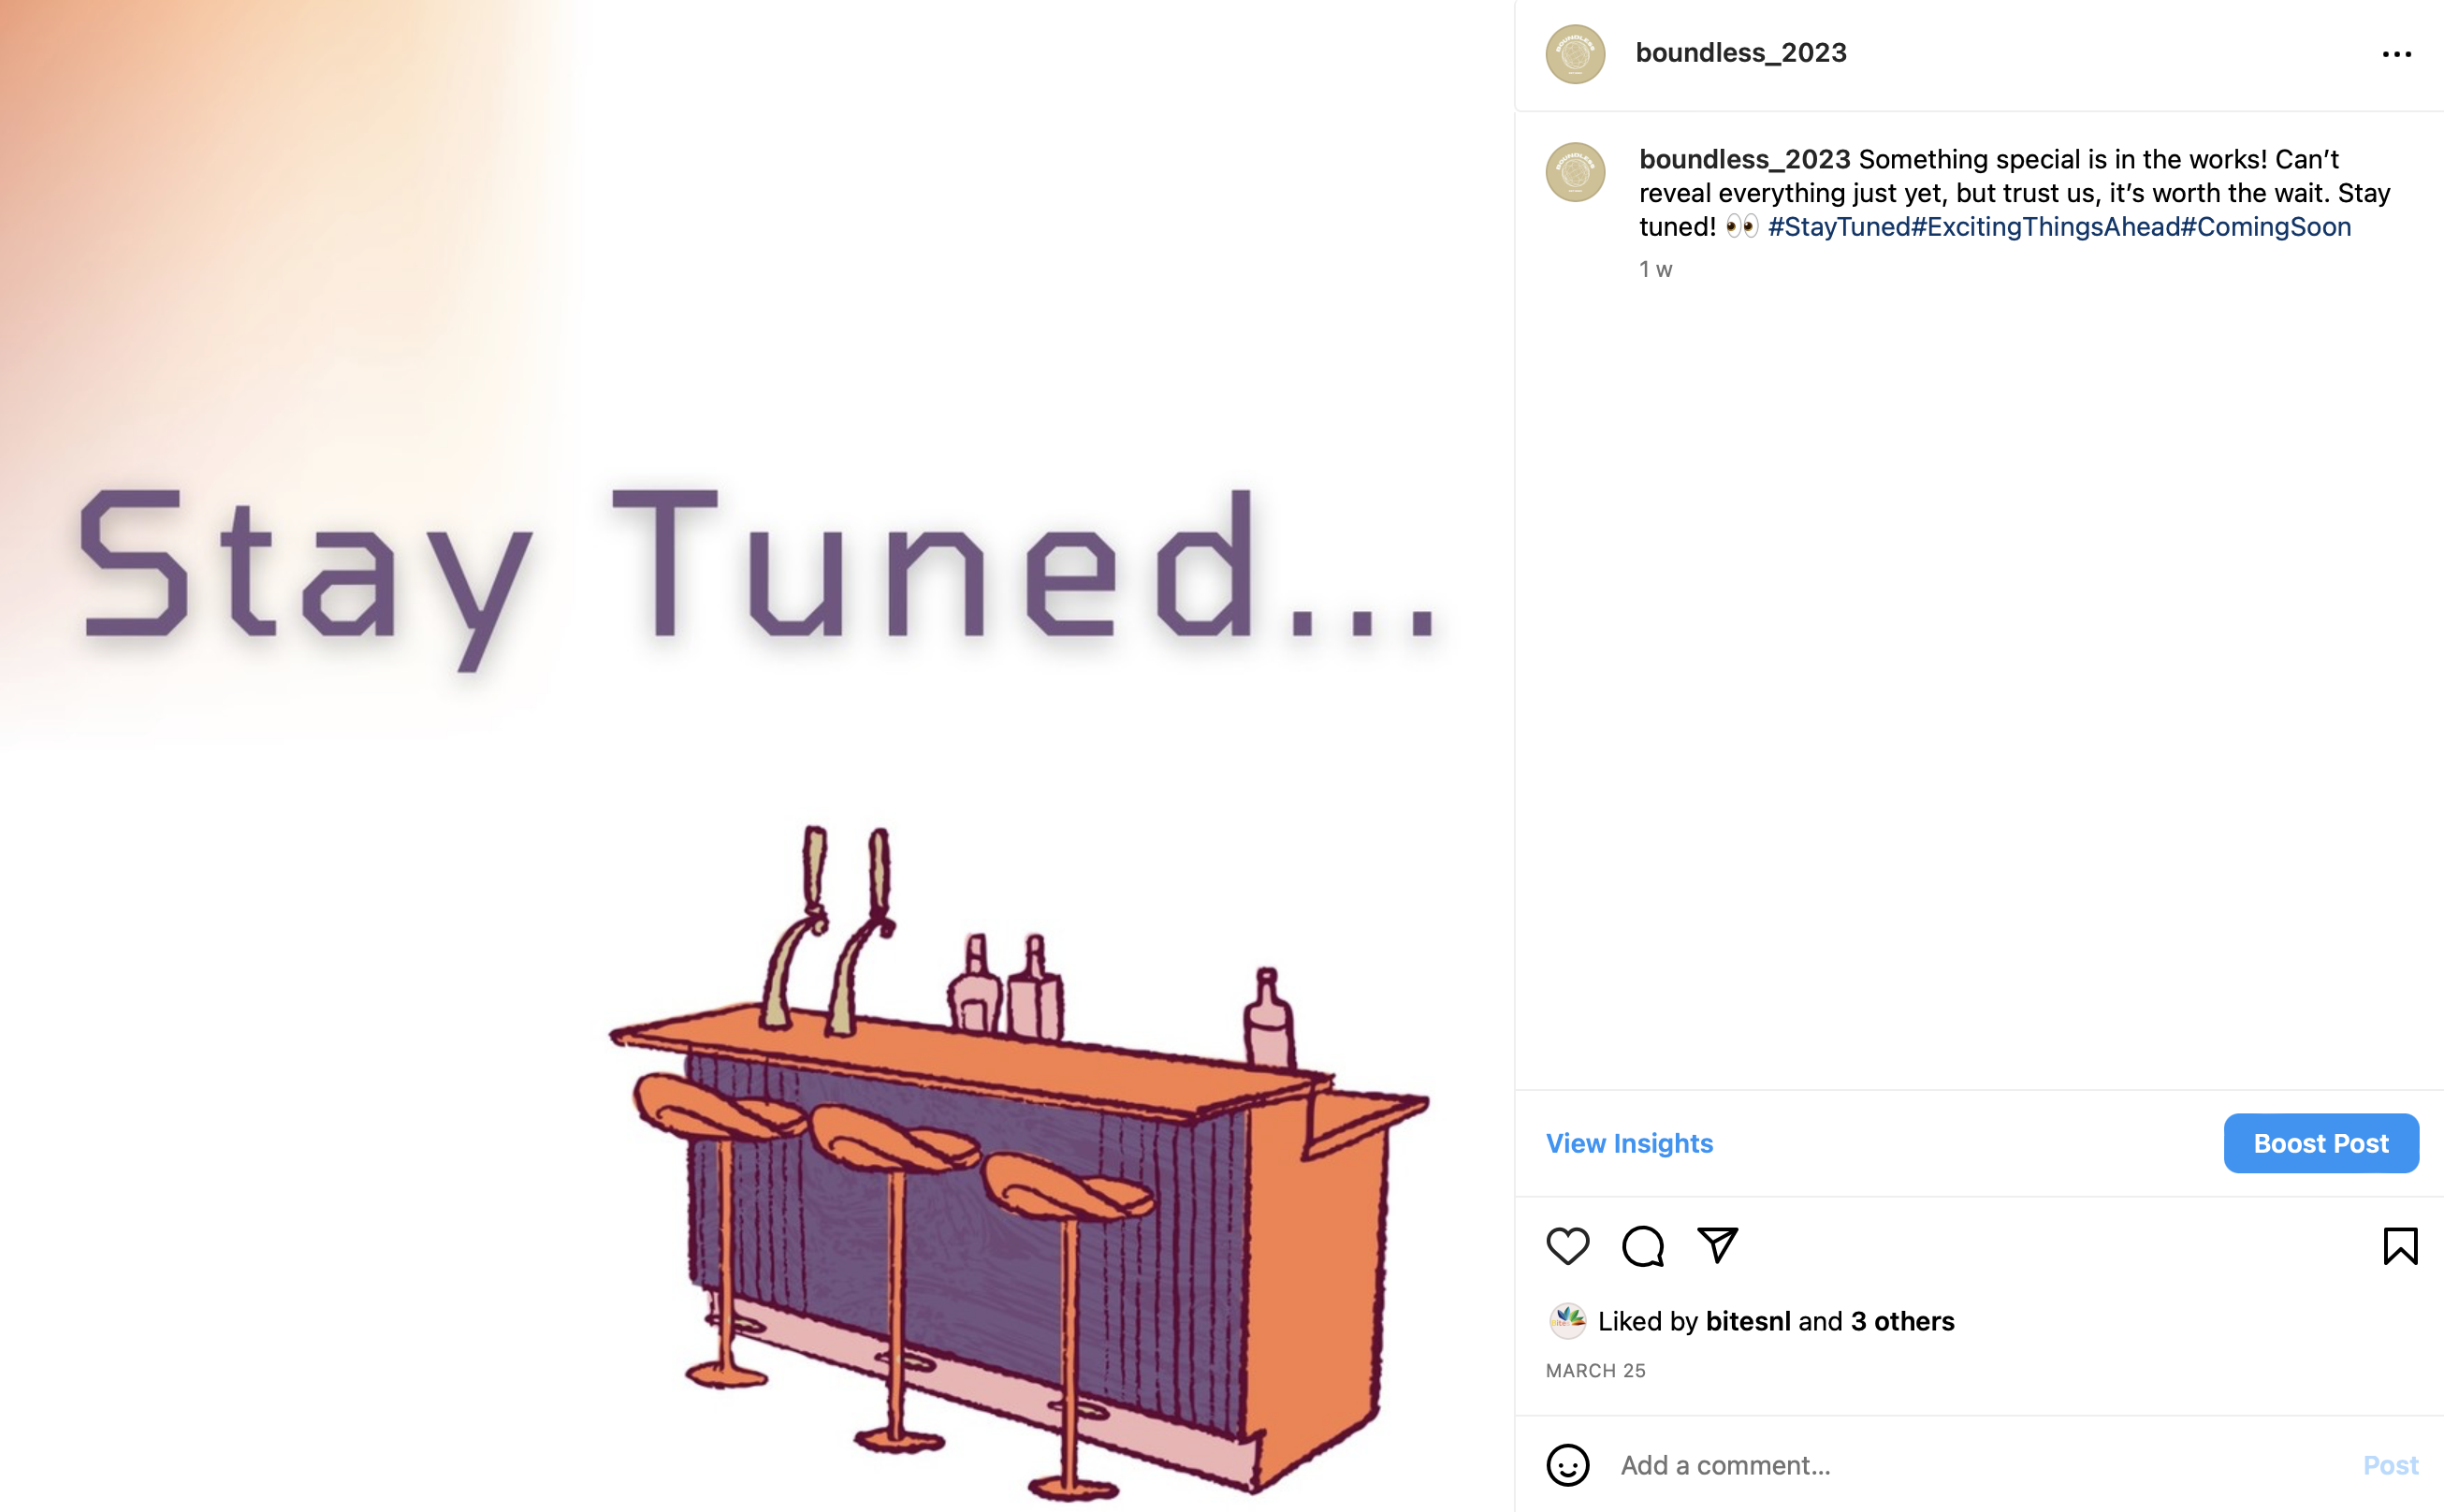 Stay Tuned...
BOUNDLESS
boundless_2023
BOUNDLESS
boundless_2023 Something special is in the works! Can’t
reveal everything just yet, but trust us, it’s worth the wait. Stay
tuned! 👀 #StayTuned#ExcitingThingsAhead#ComingSoon
1 w
View Insights
Boost Post
Liked by bitesnl and 3 others
MARCH 25
Add a comment...
Post